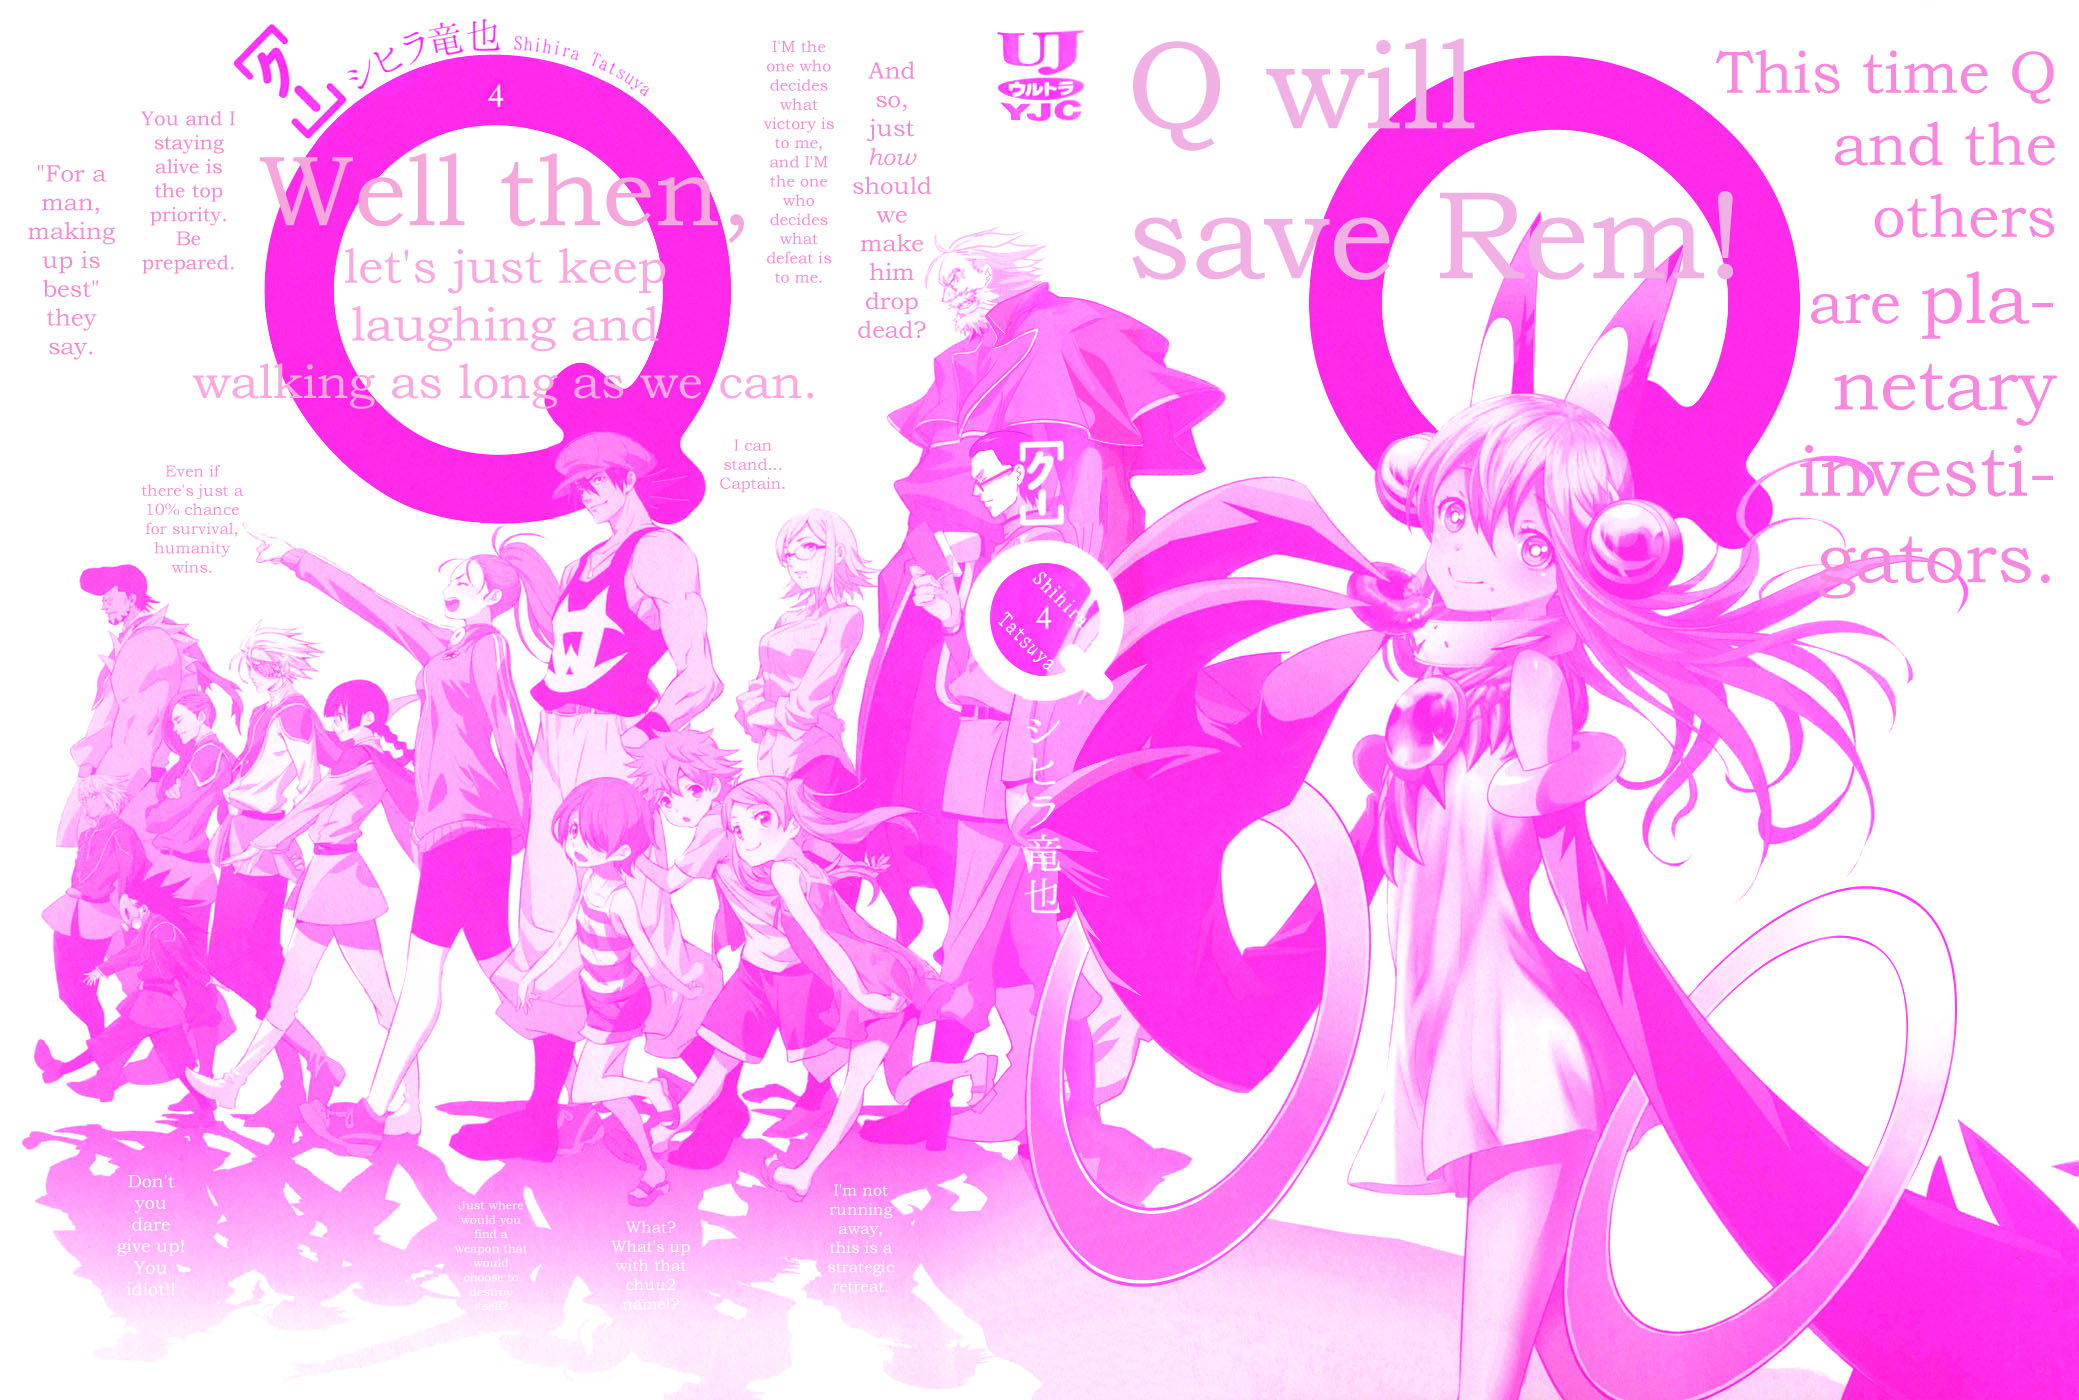 [クー]
シヒラ竜也
Shihira Tatsuya
4
"For a
man,
making
up is
best"
they
say.
You and I
staying
alive is
the top
priority.
Be
prepared.
Well then,
let's just keep
laughing and
walking as long as we can.
I'M the
one who
decides
what
victory is
to me,
and I'M
the one
who
decides
what
defeat is
to me.
And
so,
just
how
should
we
make
him
drop
dead?
Even if
there's just a
10% chance
for survival,
humanity
wins.
I can
stand...
Captain.
Don't
you
dare
give up!
You
idiot!!
Just where
would you
find a
weapon that
would
choose to
destroy
itself?
What?
What's up
with that
chuu2
name!?
I'm not
running
away,
this is a
strategic
retreat.
UJ
ウルトラ
YJC
[クー]
Shihira
4
Tatsuya
シヒラ竜也
Q will
save Rem!
This time Q
and the
others
are pla-
netary
investi-
gators.